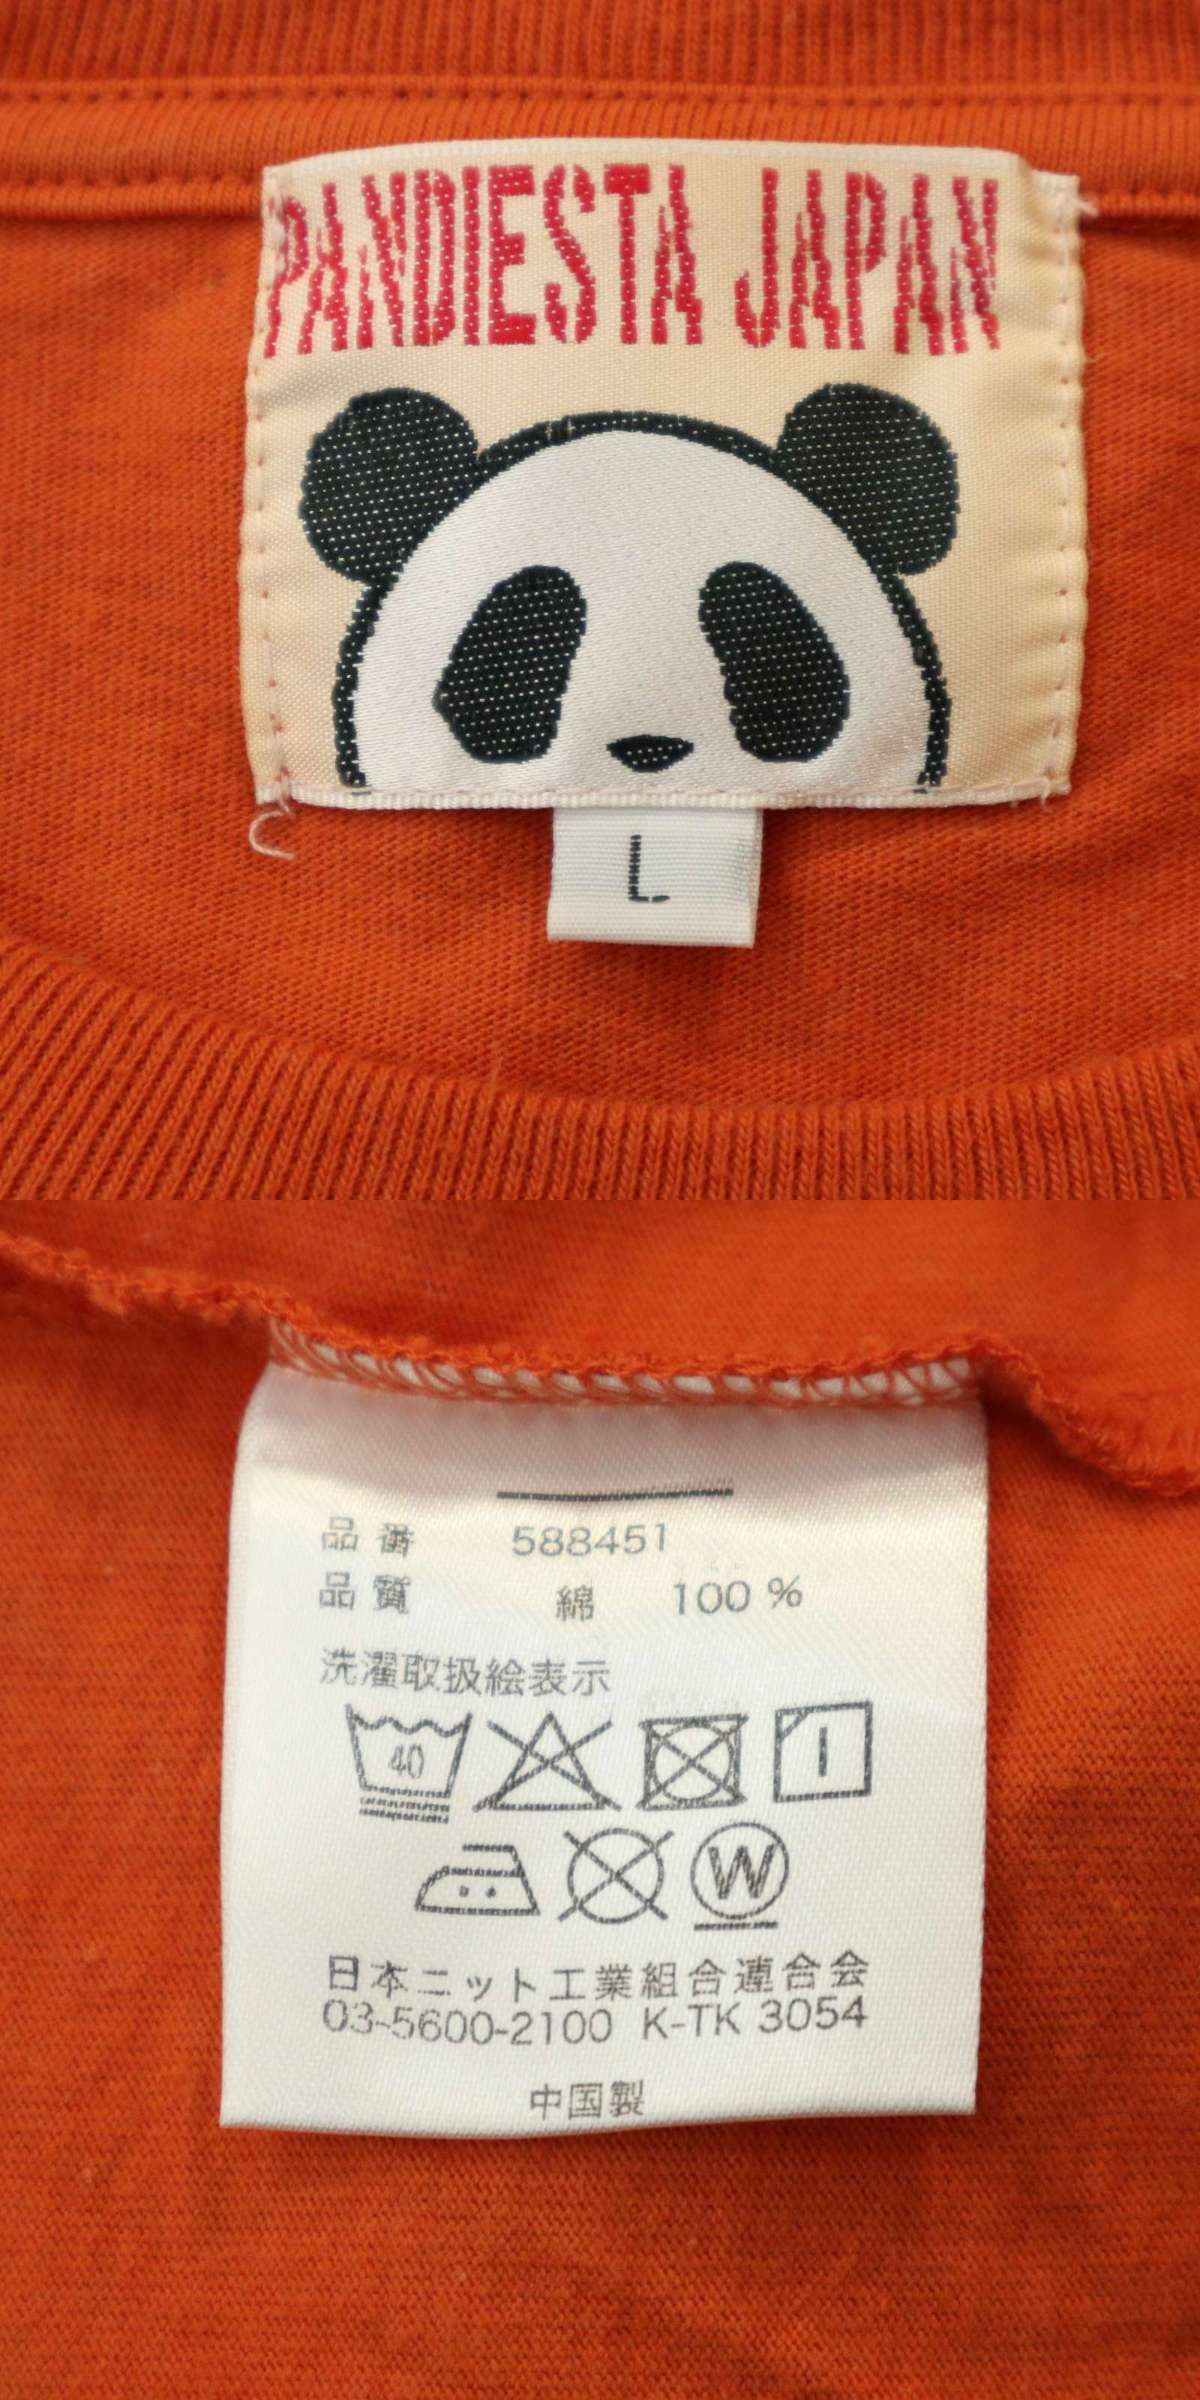 PANDIESTA JAPAN
L
品番 588451
品質 綿 100 %
洗濯取扱絵表示
40
W
日本ニット工業組合連合会
03-5600-2100 K-TK 3054
中国製